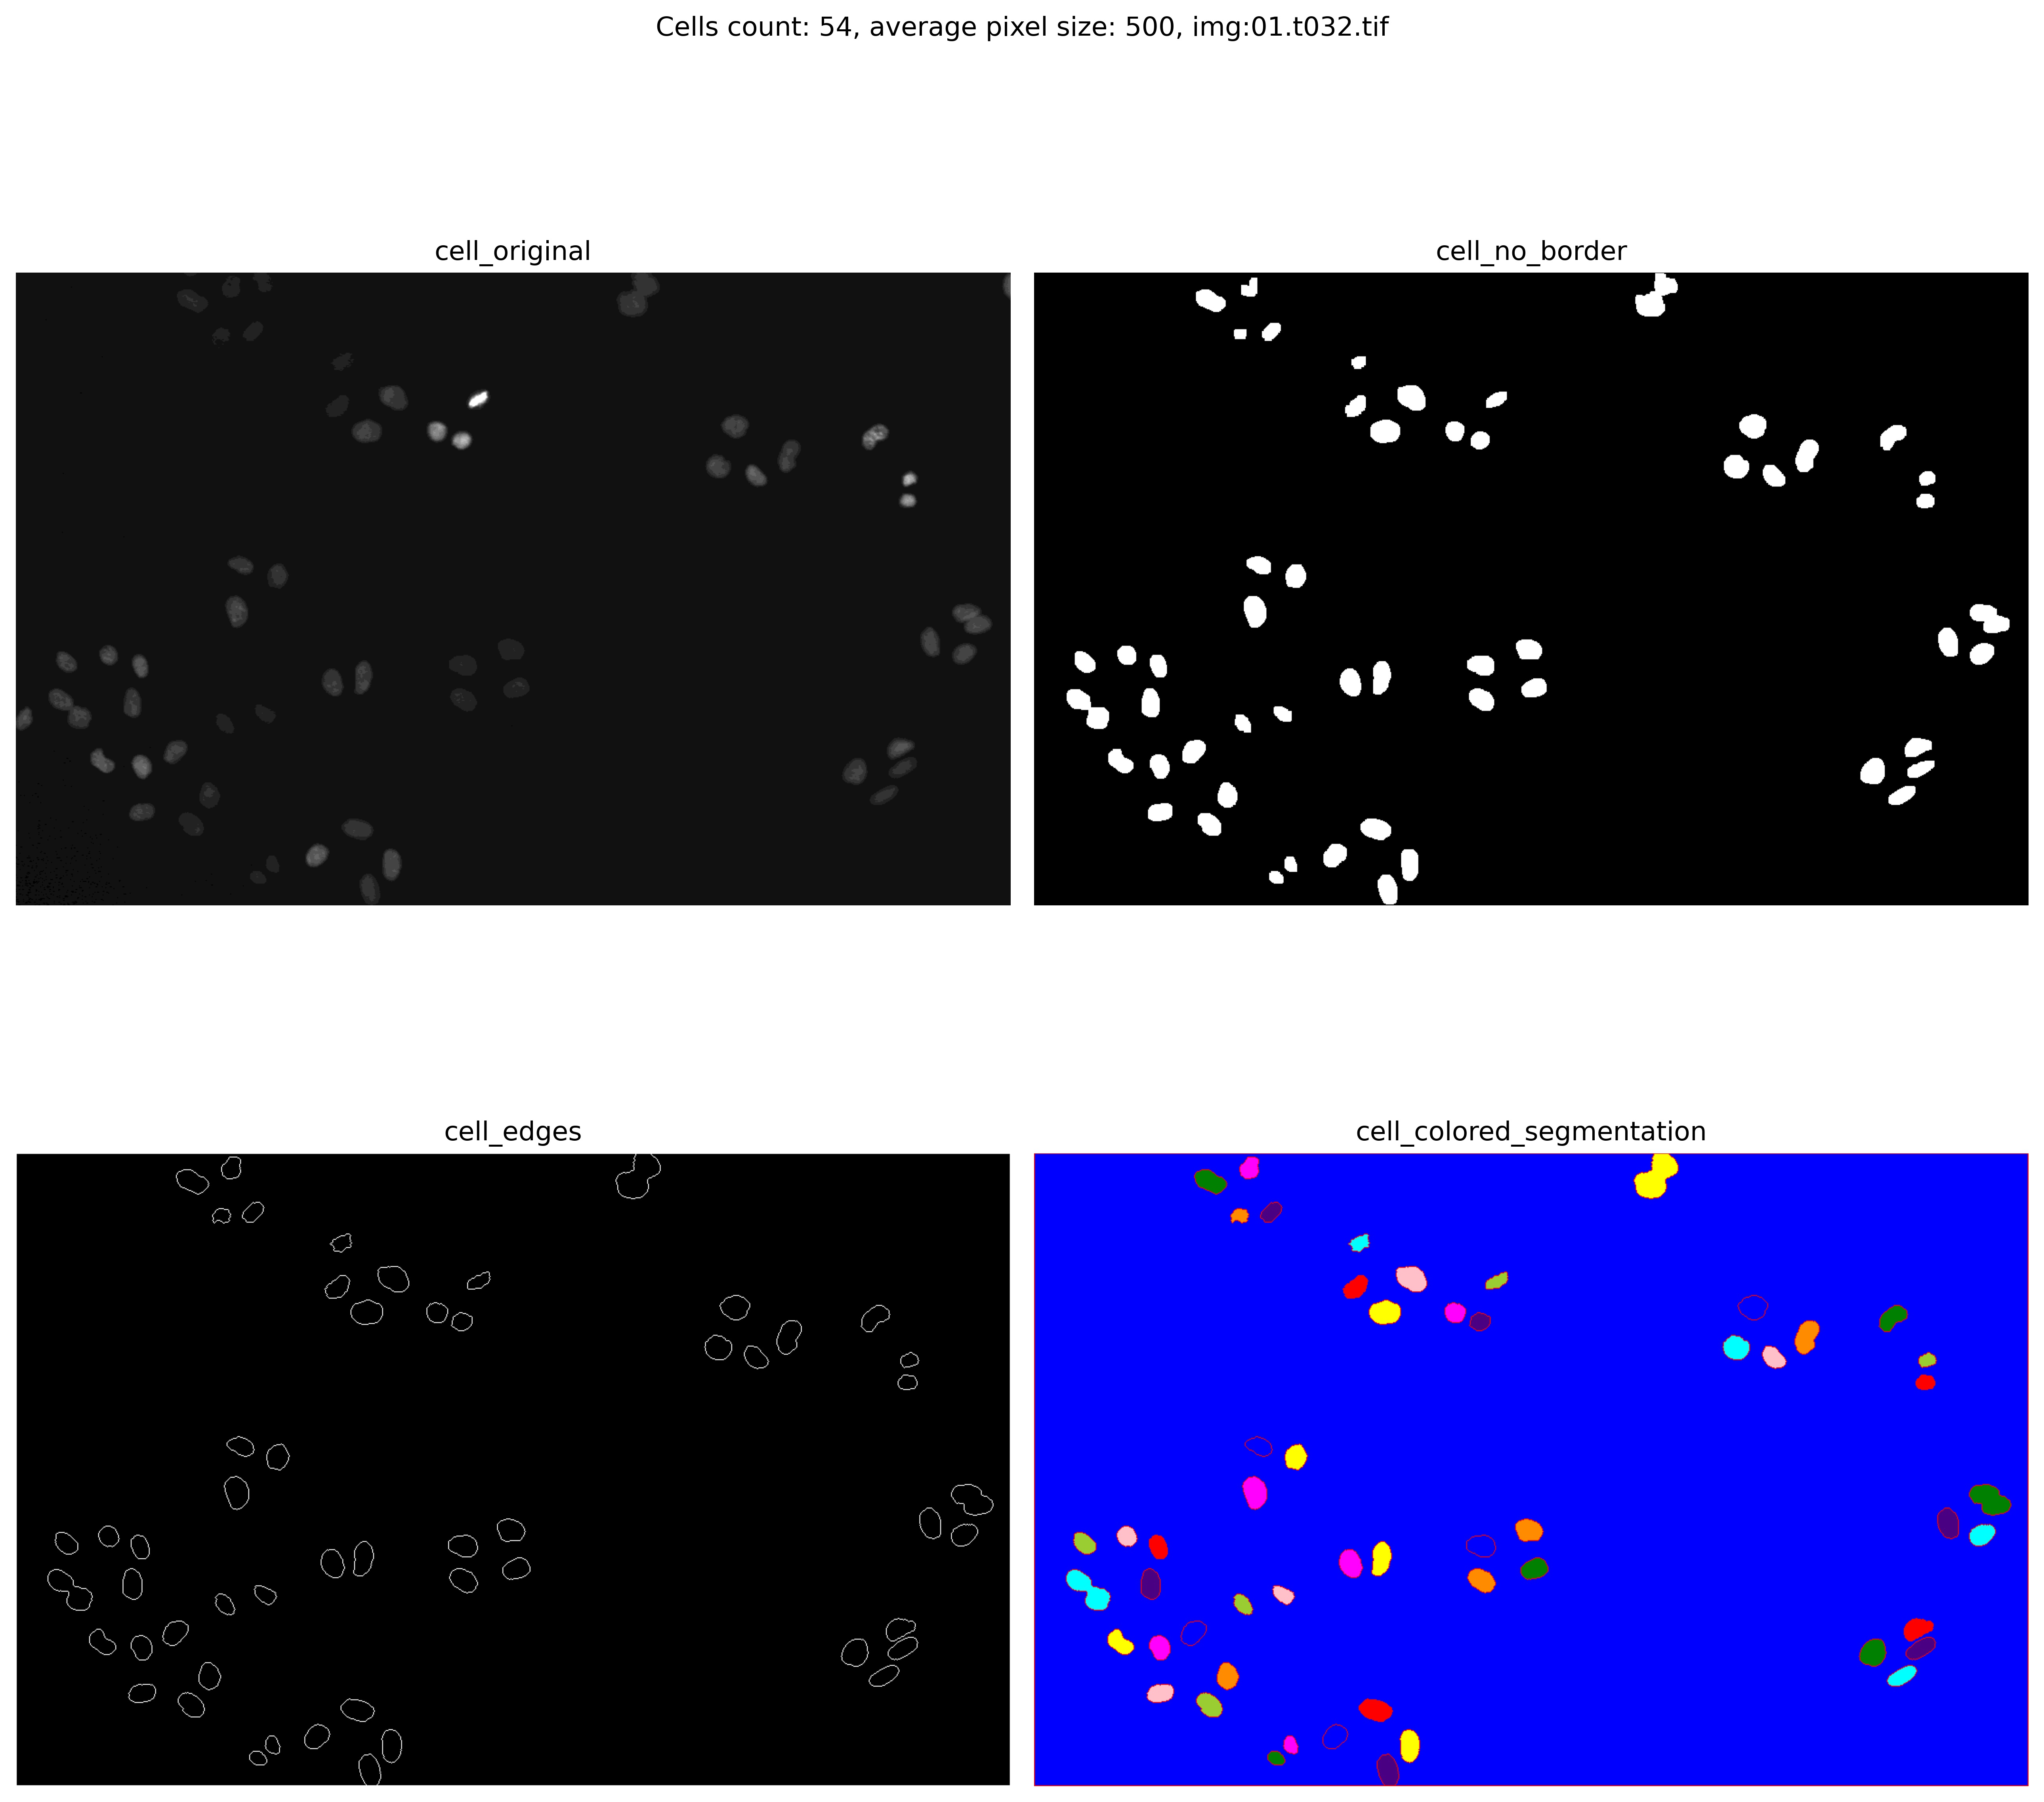 Cells count: 54, average pixel size: 500, img:01.t032.tif
cell_original
cell_no_border
cell_edges
cell_colored_segmentation